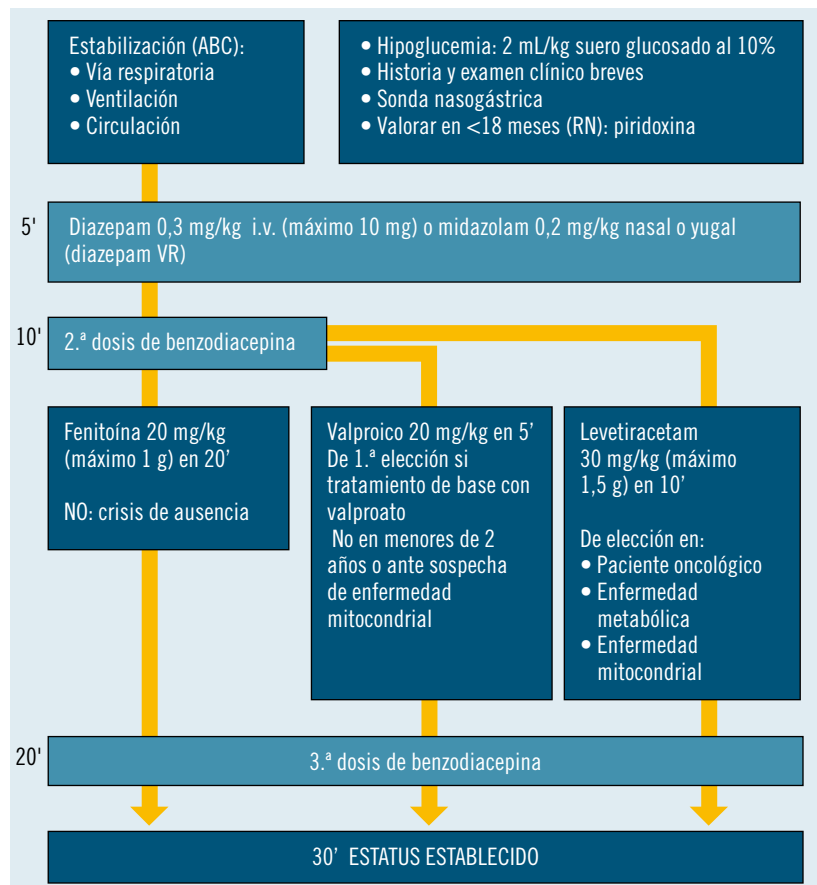 Estabilización (ABC):
• Vía respiratoria
• Ventilación
• Circulación
• Hipoglucemia: 2 mL/kg suero glucosado al 10%
• Historia y examen clínico breves
• Sonda nasogástrica
• Valorar en <18 meses (RN): piridoxina
5'
Diazepam 0,3 mg/kg i.v. (máximo 10 mg) o midazolam 0,2 mg/kg nasal o yugal
(diazepam VR)
10'
2.ª dosis de benzodiacepina
Fenitoína 20 mg/kg
(máximo 1 g) en 20’
NO: crisis de ausencia
Valproico 20 mg/kg en 5’
De 1.ª elección si
tratamiento de base con
valproato
No en menores de 2
años o ante sospecha
de enfermedad
mitocondrial
Levetiracetam
30 mg/kg (máximo
1,5 g) en 10’
De elección en:
• Paciente oncológico
• Enfermedad
metabólica
• Enfermedad
mitocondrial
20'
3.ª dosis de benzodiacepina
30’ ESTATUS ESTABLECIDO